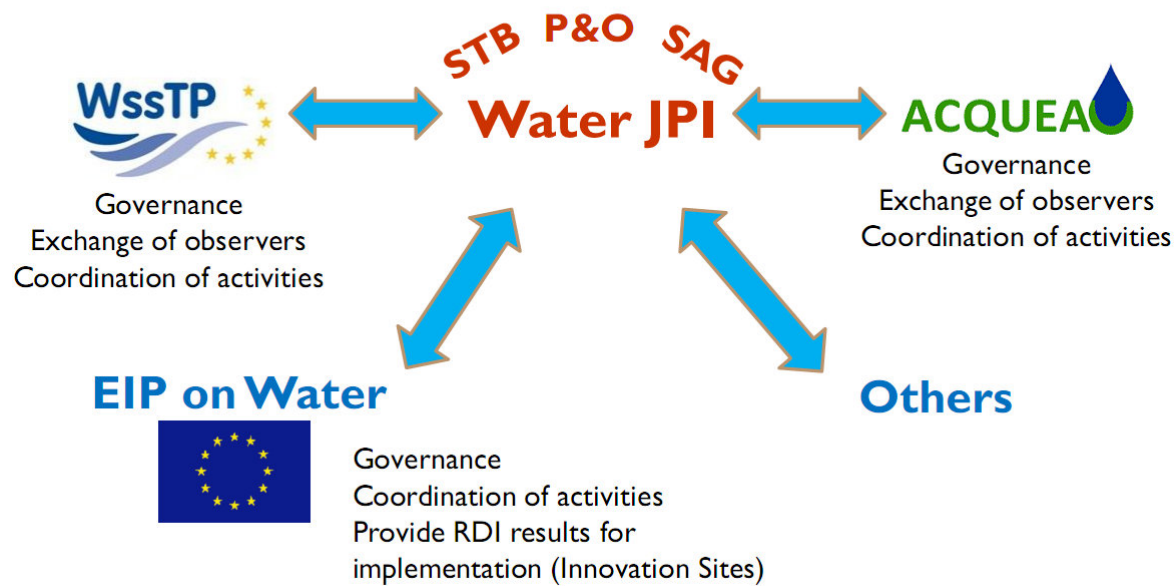 STB P&O SAG
WssTP
Water JPI
ACQUEAO
Governance
Exchange of observers
Coordination of activities
Governance
Exchange of observers
Coordination of activities
EIP on Water
Others
Governance
Coordination of activities
Provide RDI results for
implementation (Innovation Sites)